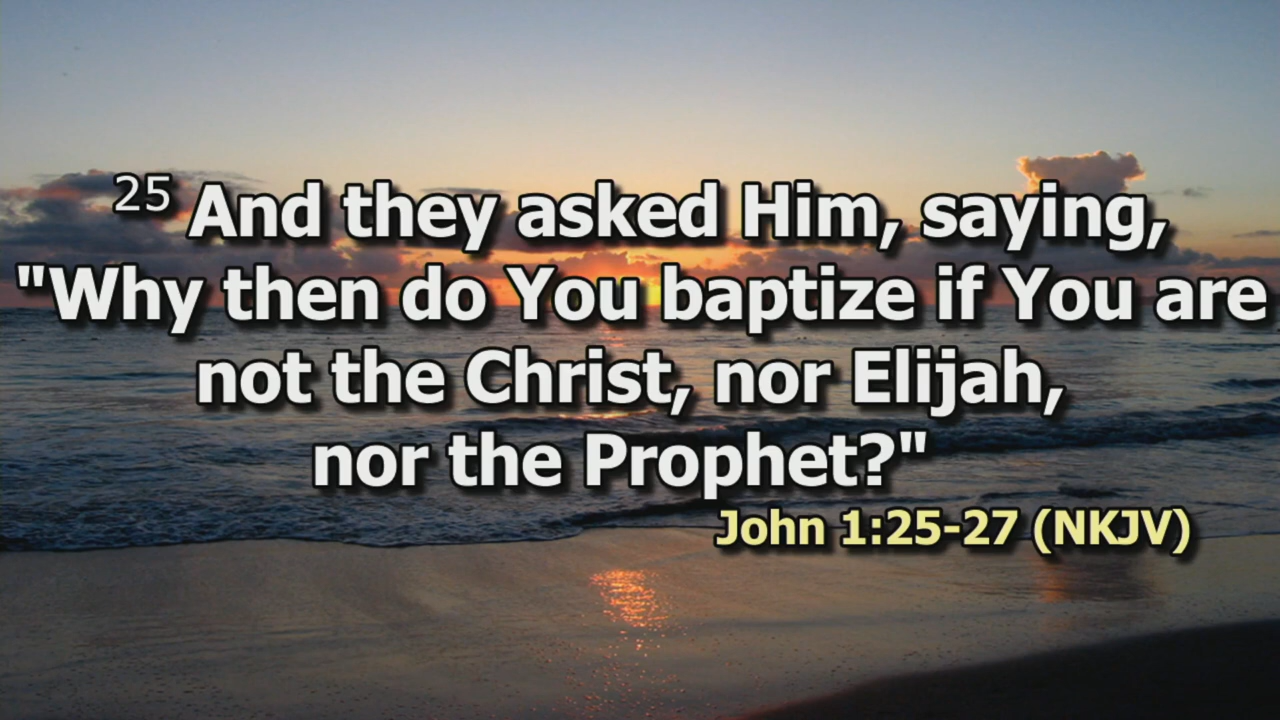 25 And they asked Him, saying,
"Why then do You baptize if You are
not the Christ, nor Elijah,
nor the Prophet?"
John 1:25-27 (NKJV)